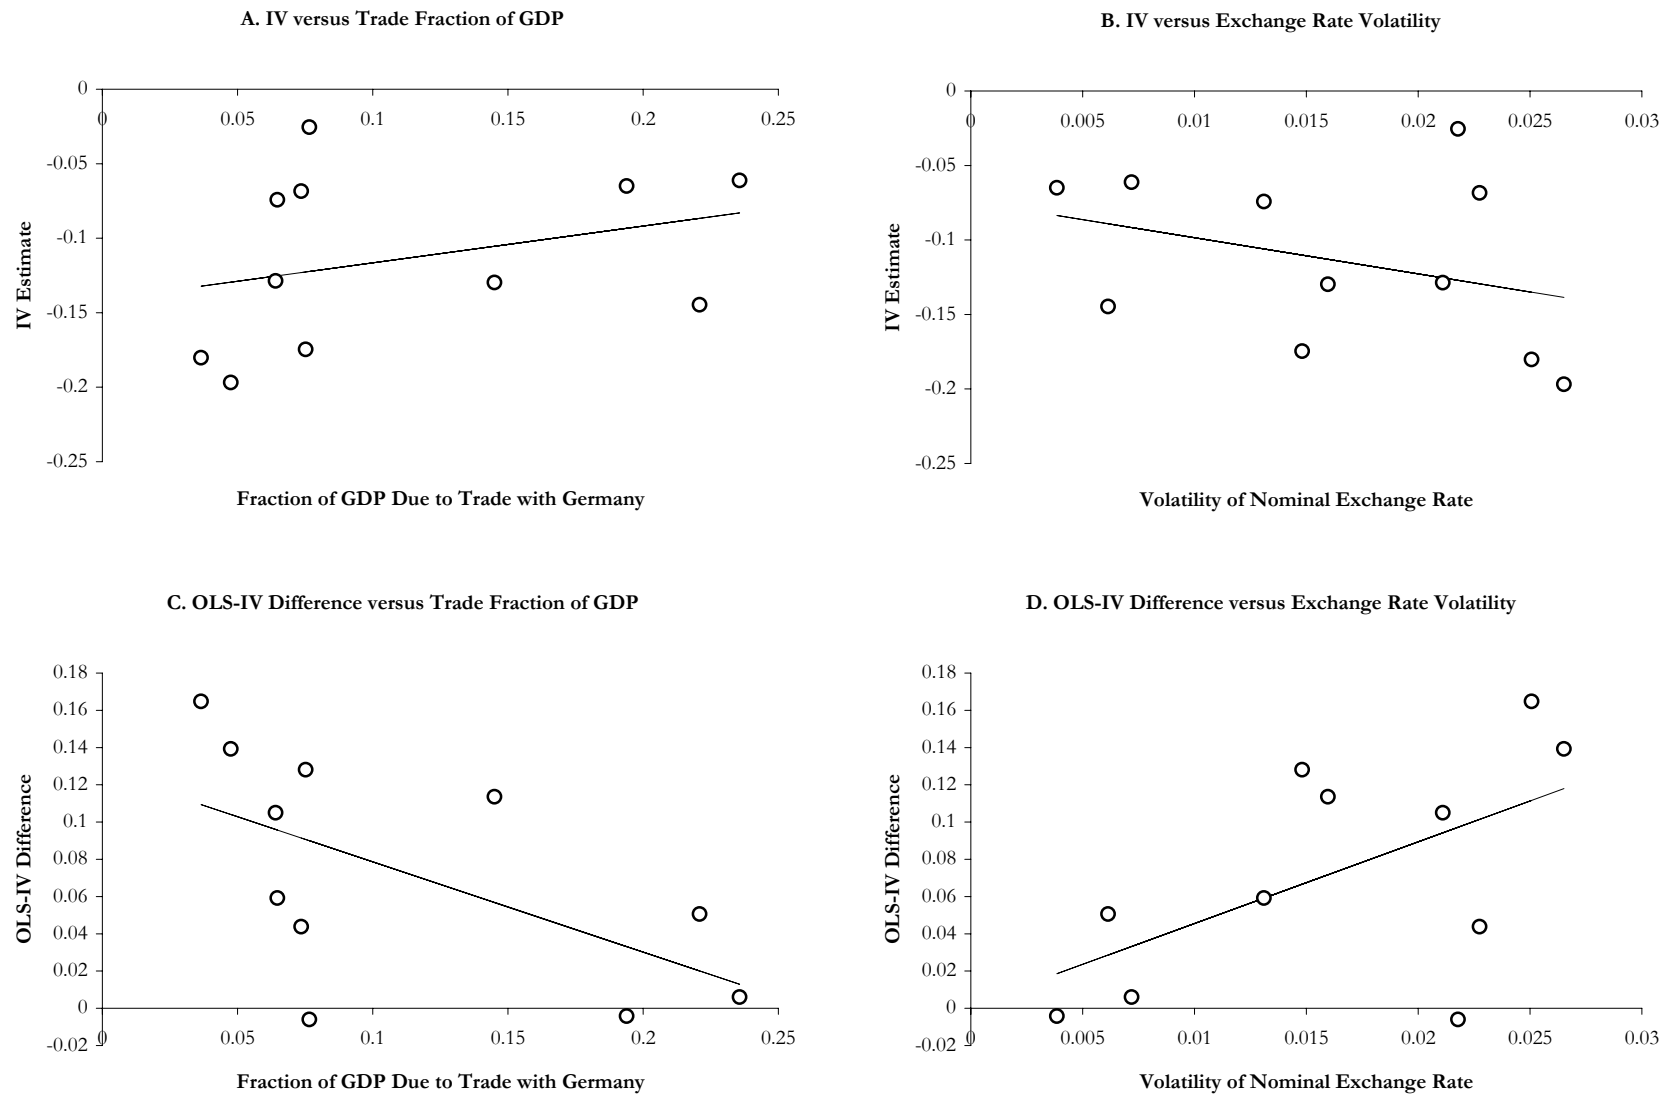 A. IV versus Trade Fraction of GDP
0
0 0.05 0.1 0.15 0.2 0.25
-0.05
-0.1
-0.15
-0.2
-0.25
IV Estimate
Fraction of GDP Due to Trade with Germany
B. IV versus Exchange Rate Volatility
0
0 0.005 0.01 0.015 0.02 0.025 0.03
-0.05
-0.1
-0.15
-0.2
-0.25
IV Estimate
Volatility of Nominal Exchange Rate
C. OLS-IV Difference versus Trade Fraction of GDP
0.18
0.16
0.14
0.12
0.1
0.08
0.06
0.04
0.02
0
-0.02
0 0.05 0.1 0.15 0.2 0.25
OLS-IV Difference
Fraction of GDP Due to Trade with Germany
D. OLS-IV Difference versus Exchange Rate Volatility
0.18
0.16
0.14
0.12
0.1
0.08
0.06
0.04
0.02
0
-0.02
0 0.005 0.01 0.015 0.02 0.025 0.03
OLS-IV Difference
Volatility of Nominal Exchange Rate